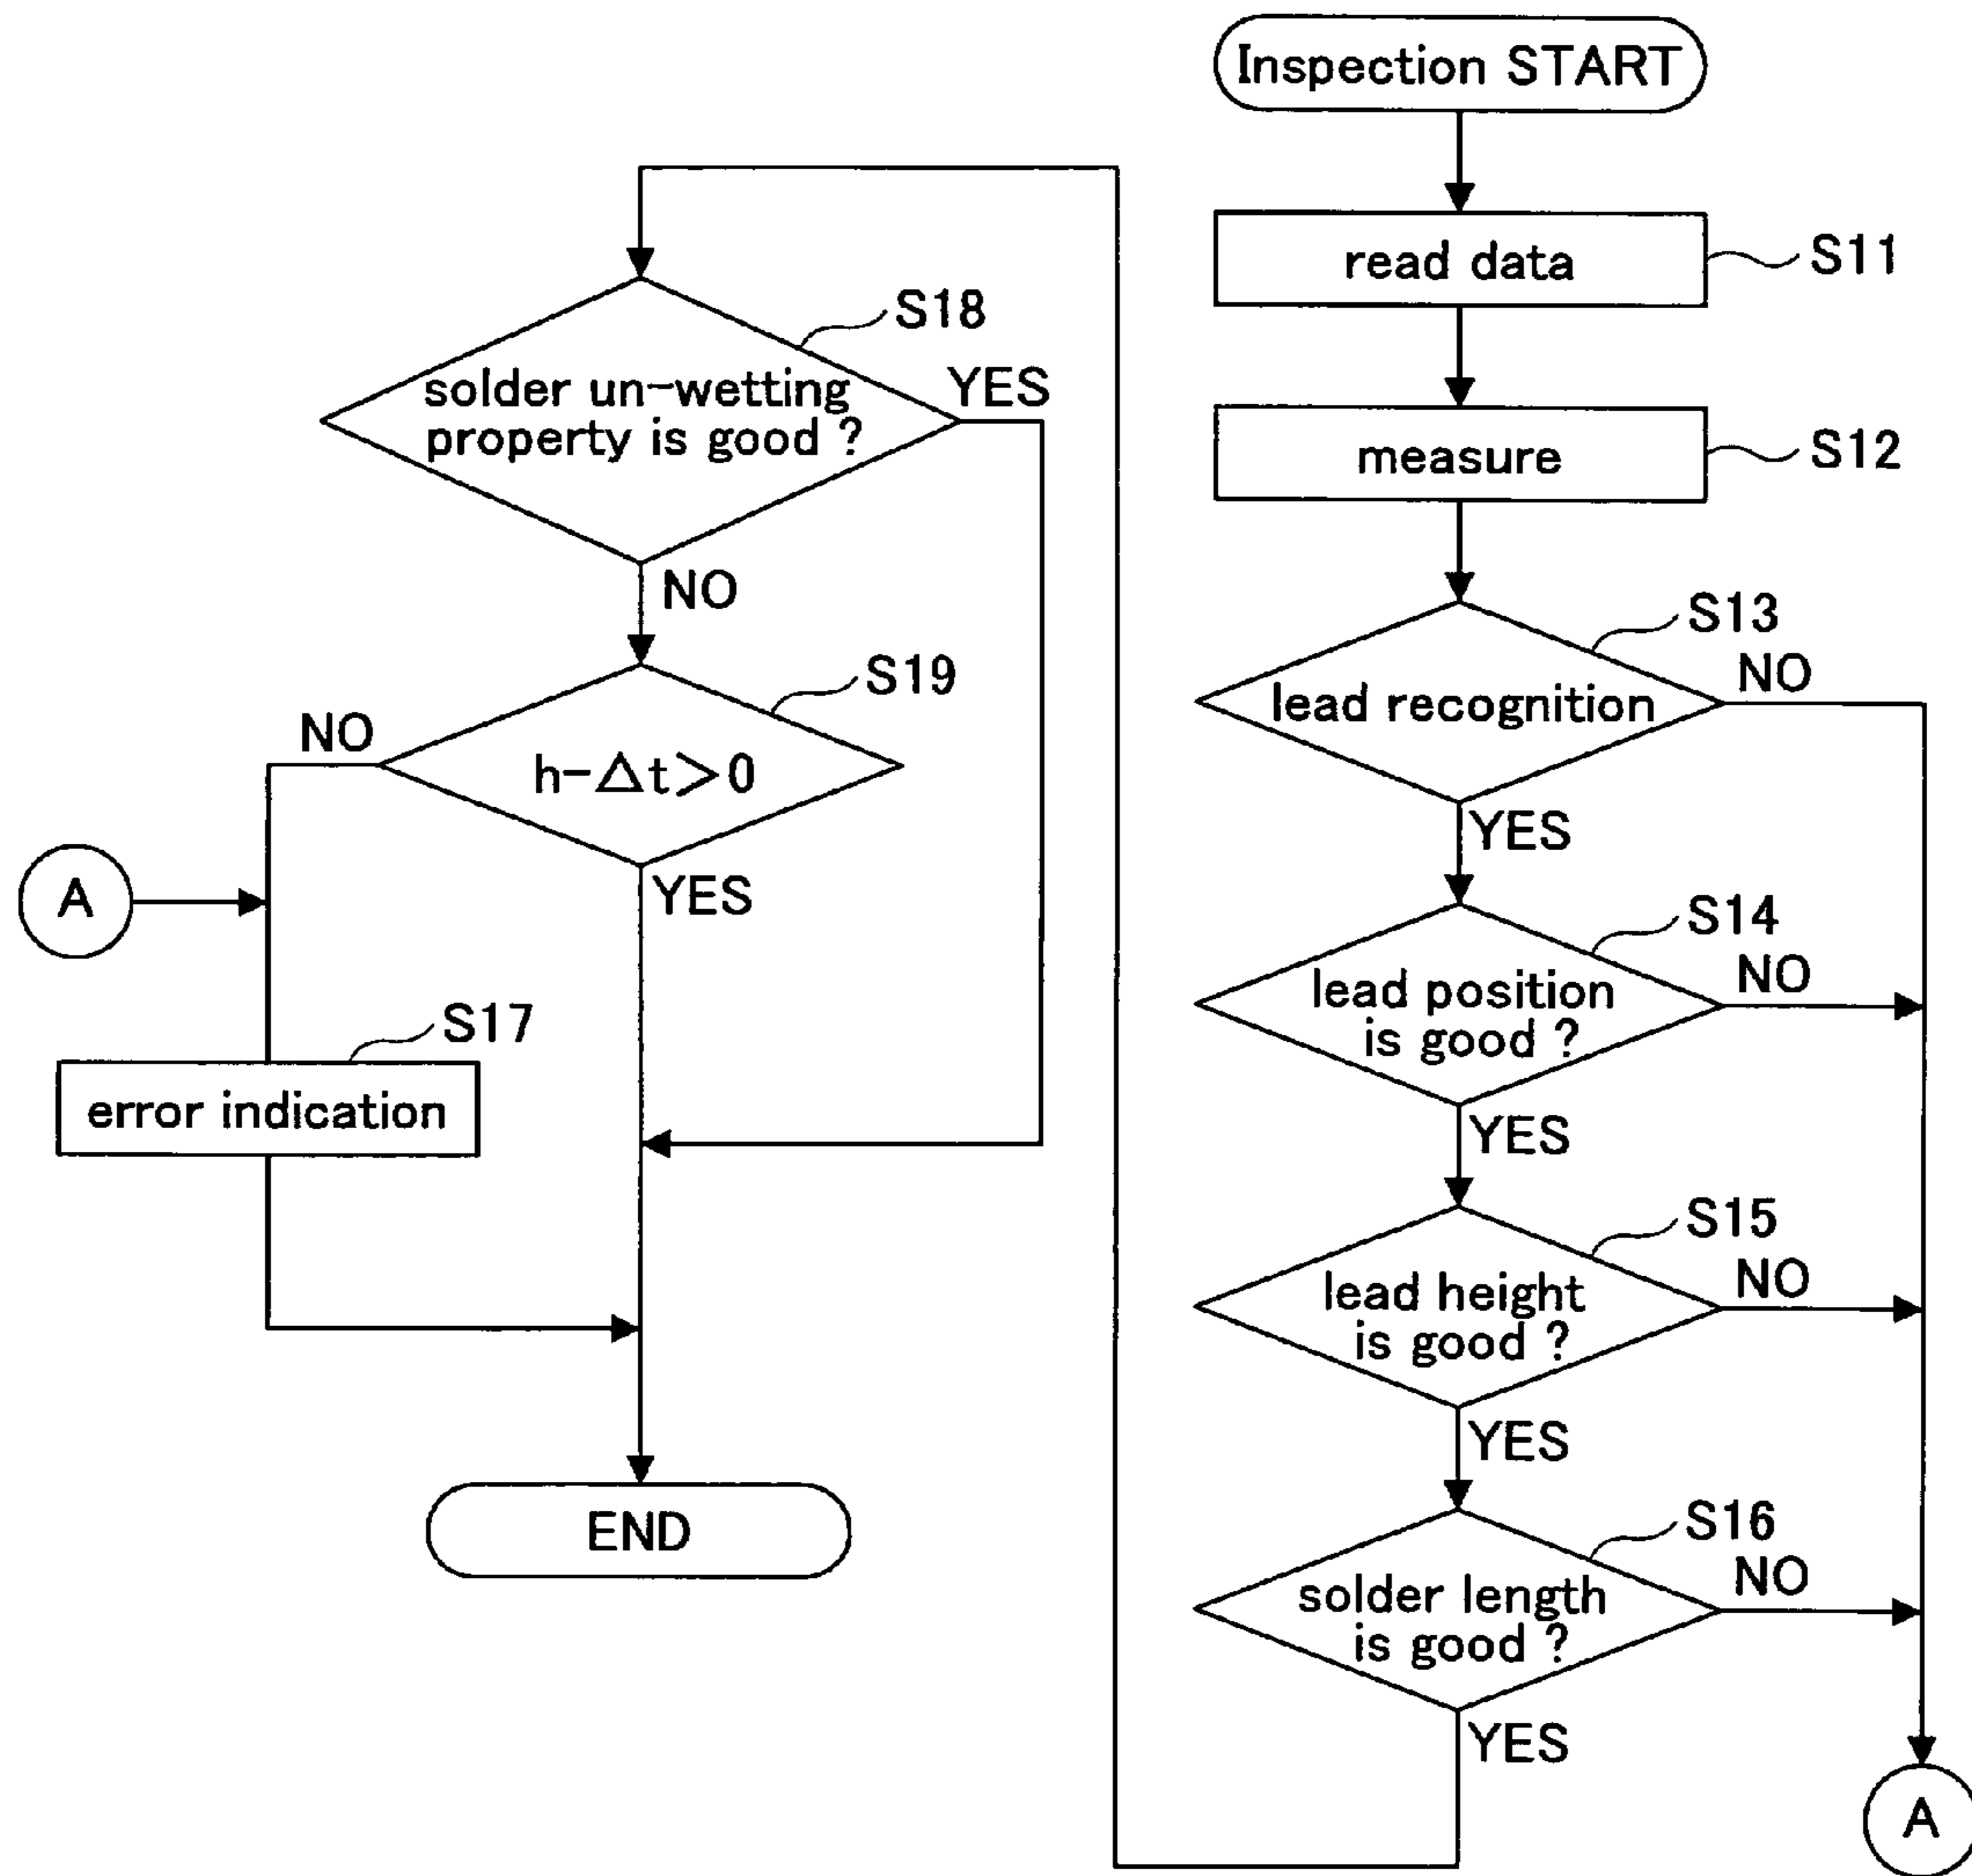 Inspection START
read data
S11
measure
S12
S13
lead recognition
NO
YES
S14
lead position
is good ?
NO
YES
S15
lead height
is good ?
NO
YES
S16
solder length
is good ?
NO
YES
A
S18
solder un-wetting
property is good ?
YES
NO
S19
h-△t>0
NO
YES
A
S17
error indication
END